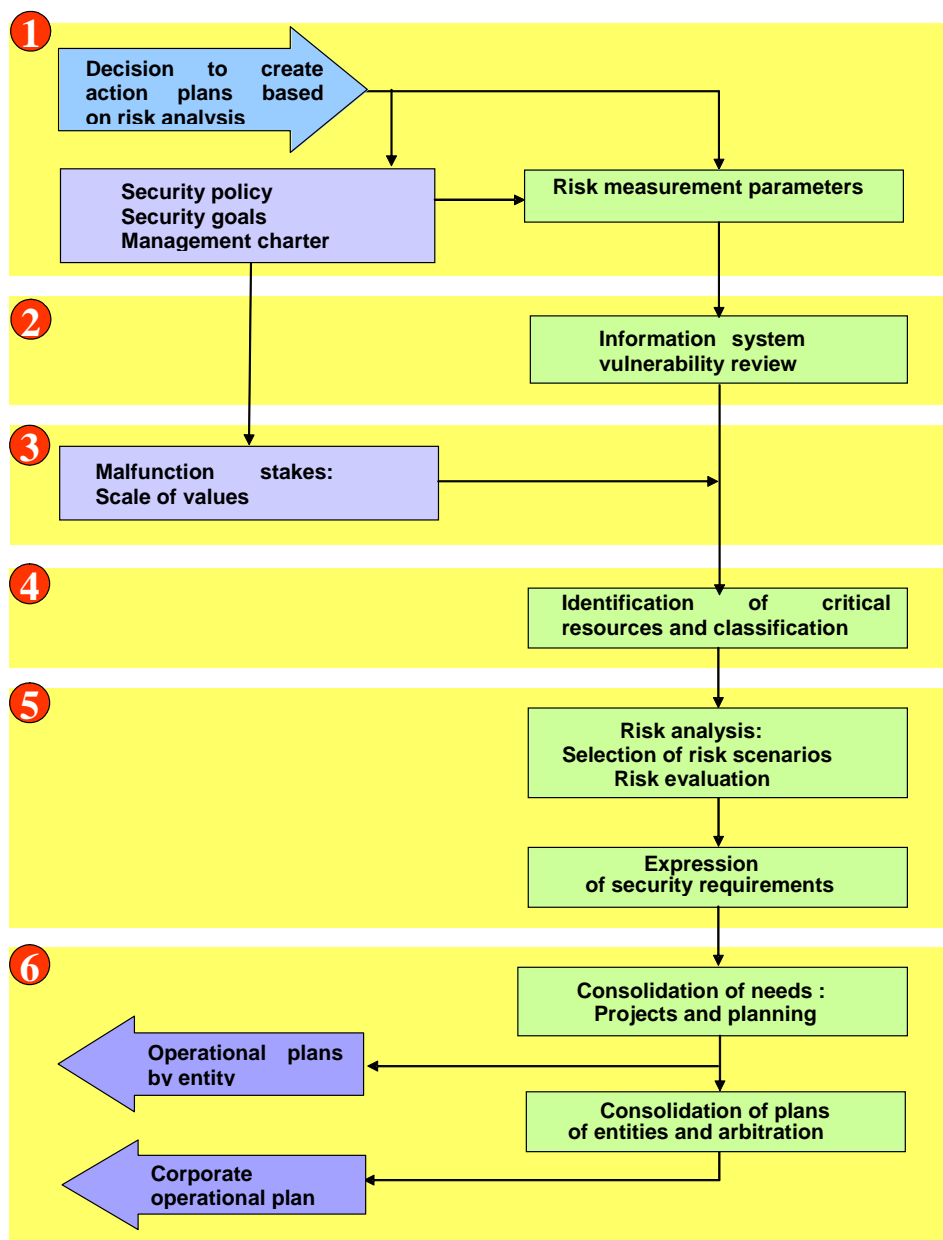 1
Decision to create
action plans based
on risk analysis
Security policy
Security goals
Management charter
Risk measurement parameters
2
Information system
vulnerability review
3
Malfunction stakes:
Scale of values
4
Identification of critical
resources and classification
5
Risk analysis:
Selection of risk scenarios
Risk evaluation
Expression
of security requirements
6
Consolidation of needs :
Projects and planning
Operational plans
by entity
Consolidation of plans
of entities and arbitration
Corporate
operational plan